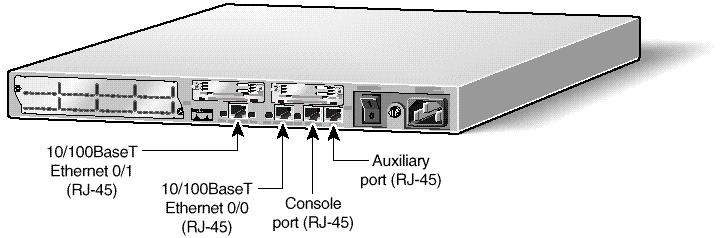 10/100BaseT
Ethernet 0/1
(RJ-45)
10/100BaseT
Ethernet 0/0
(RJ-45)
Console
port (RJ-45)
Auxiliary
port (RJ-45)